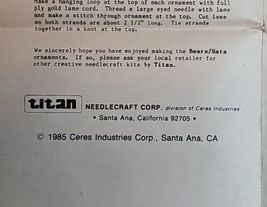 make a hanging loop at the top of each ornament with full
ply gold lame cord. Thread a large eyed needle with lame
and make a stitch through ornament at the top. Cut lame
so both strands are about 2 1/2" long. Tie strands
together in a knot at the top.
We sincerely hope you have enjoyed making the Bears/Hats
ornaments. If so, please ask your local retailer for
other creative needlecraft kits by Titan.
titan NEEDLECRAFT CORP. division of Ceres Industries
• Santa Ana, California 92705 •
© 1985 Ceres Industries Corp., Santa Ana, CA